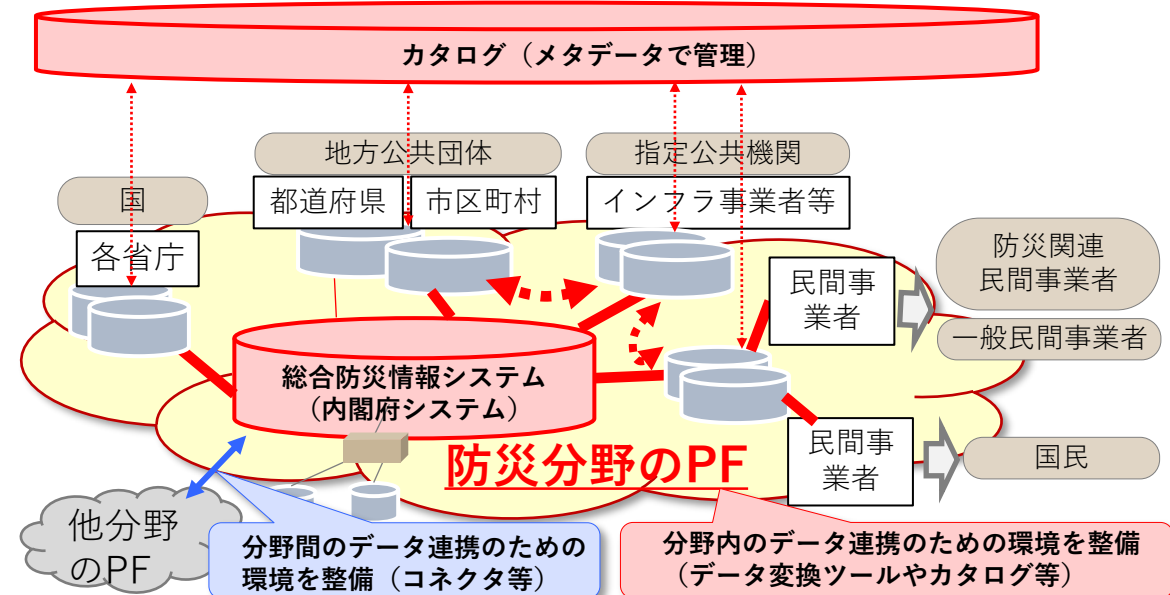 カタログ（メタデータで管理）
地方公共団体
指定公共機関
国
都道府県
市区町村
インフラ事業者等
各省庁
防災関連
民間事業者
民間事
業者
一般民間事業者
総合防災情報システム
（内閣府システム）
防災分野のPF
民間事
業者
国民
他分野
のPF
分野間のデータ連携のための
環境を整備（コネクタ等）
分野内のデータ連携のための環境を整備
（データ変換ツールやカタログ等）